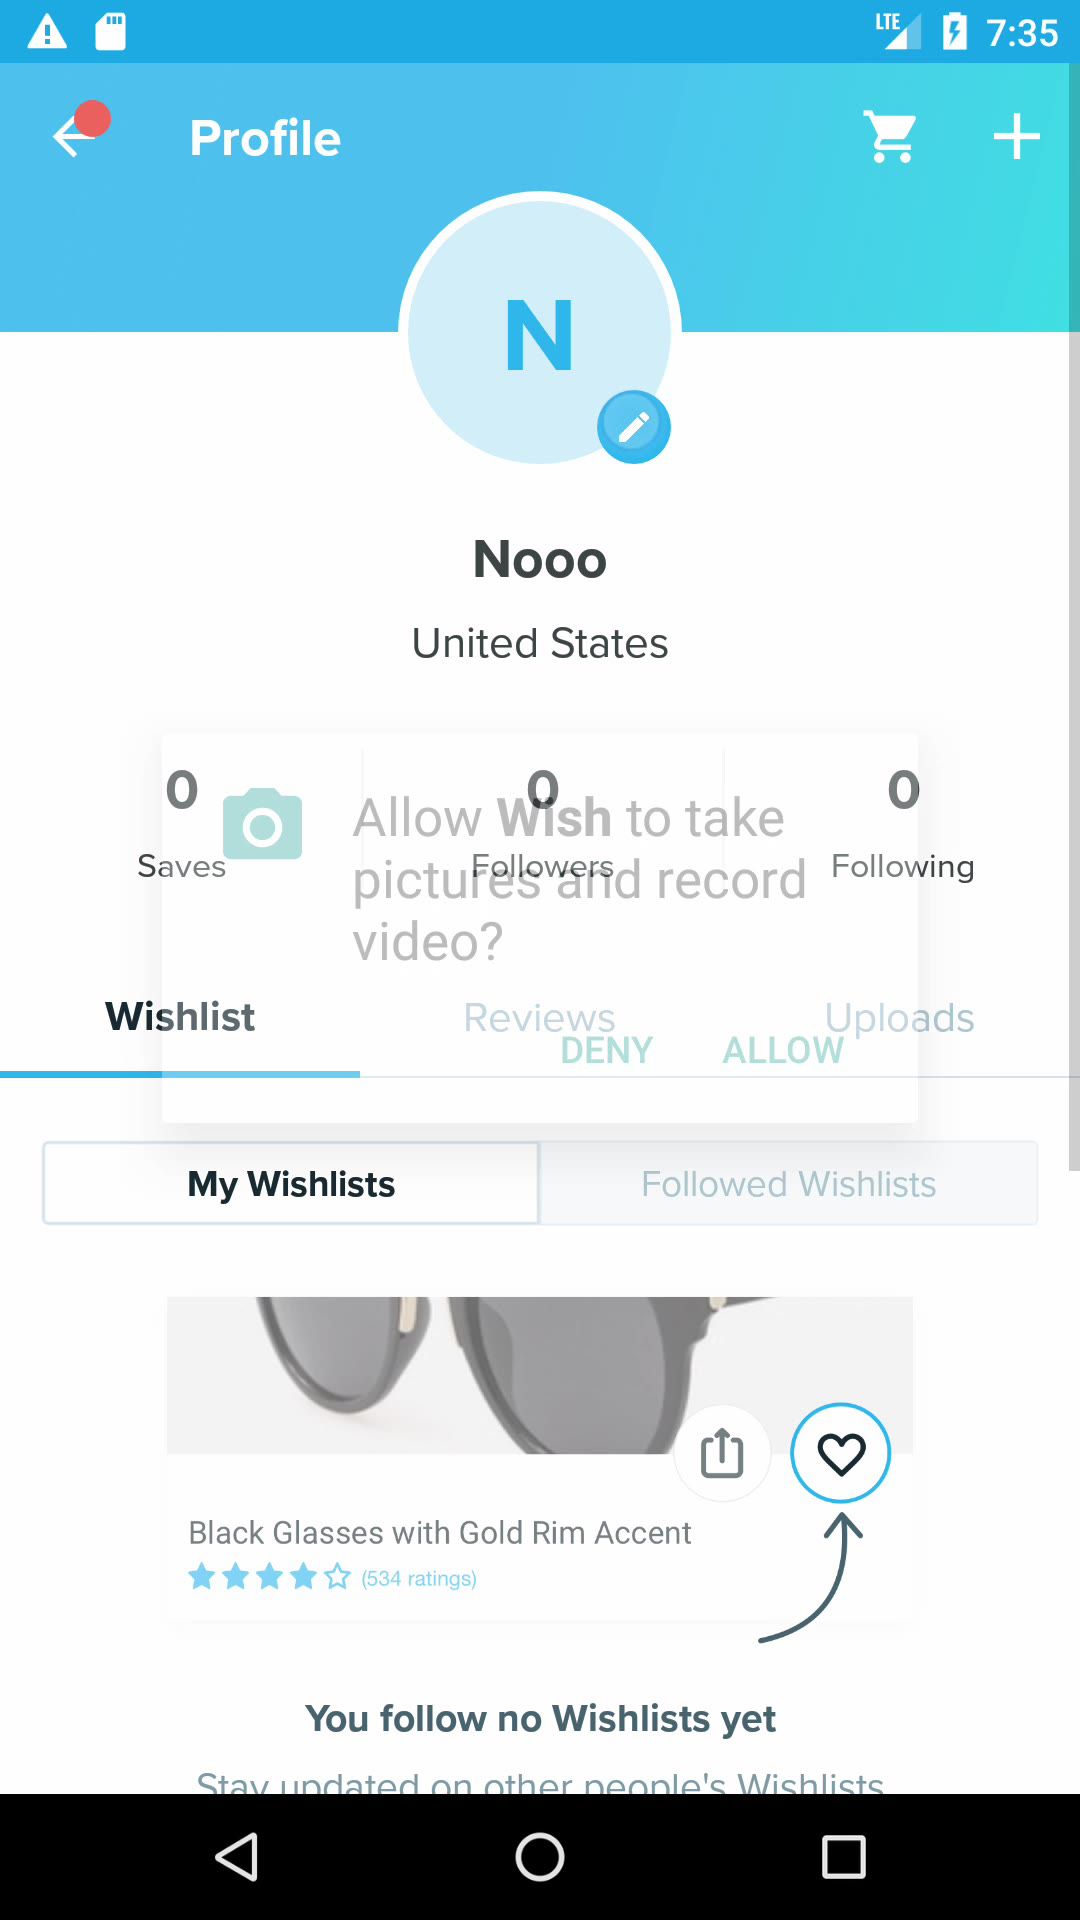 LTE 7:35
Profile
N
Nooo
United States
0 0 0
Saves Followers Following
Allow Wish to take
pictures and record
video?
Wishlist Reviews Uploads
DENY ALLOW
My Wishlists Followed Wishlists
Black Glasses with Gold Rim Accent
(534 ratings)
You follow no Wishlists yet
Stay updated on other people's Wishlists